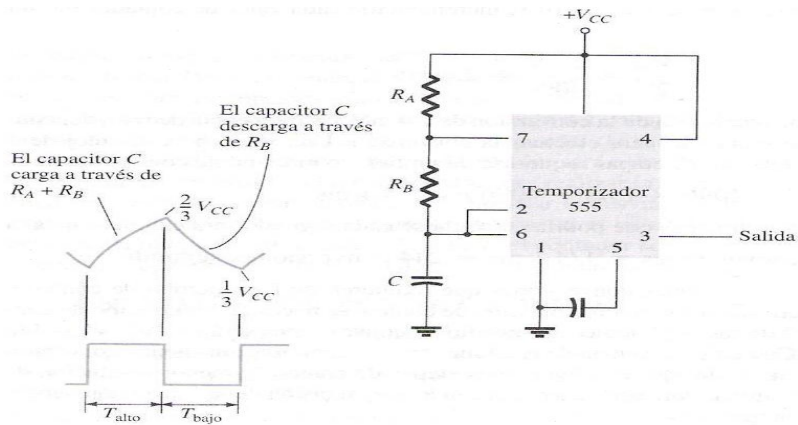 El capacitor C
carga a través de
R_A + R_B
El capacitor C
descarga a través
de R_B
2/3 V_CC
1/3 V_CC
T_alto
T_bajo
+V_CC
R_A
R_B
C
7
4
Temporizador
555
2
6
3
1
5
Salida